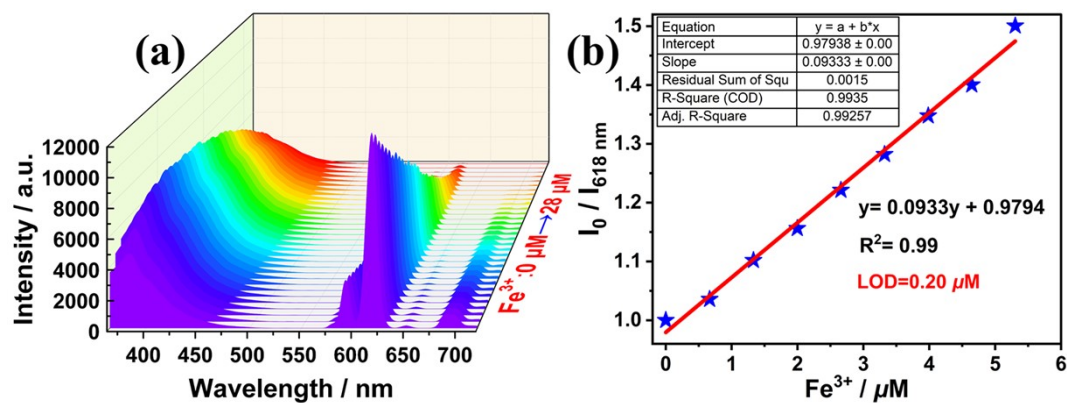 (a)
12000
10000
8000
6000
4000
2000
0
Intensity / a.u.
400 450 500 550 600 650 700
Wavelength / nm
Fe³⁺:0 μM→28 μM
(b)
Equation y = a + b*x
Intercept 0.97938 ± 0.00
Slope 0.09333 ± 0.00
Residual Sum of Squ 0.0015
R-Square (COD) 0.9935
Adj. R-Square 0.99257
1.5
1.4
1.3
1.2
1.1
1.0
I₀ / I₆₁₈ ₙₘ
y= 0.0933y + 0.9794
R²= 0.99
LOD=0.20 μM
0 1 2 3 4 5 6
Fe³⁺ / μM